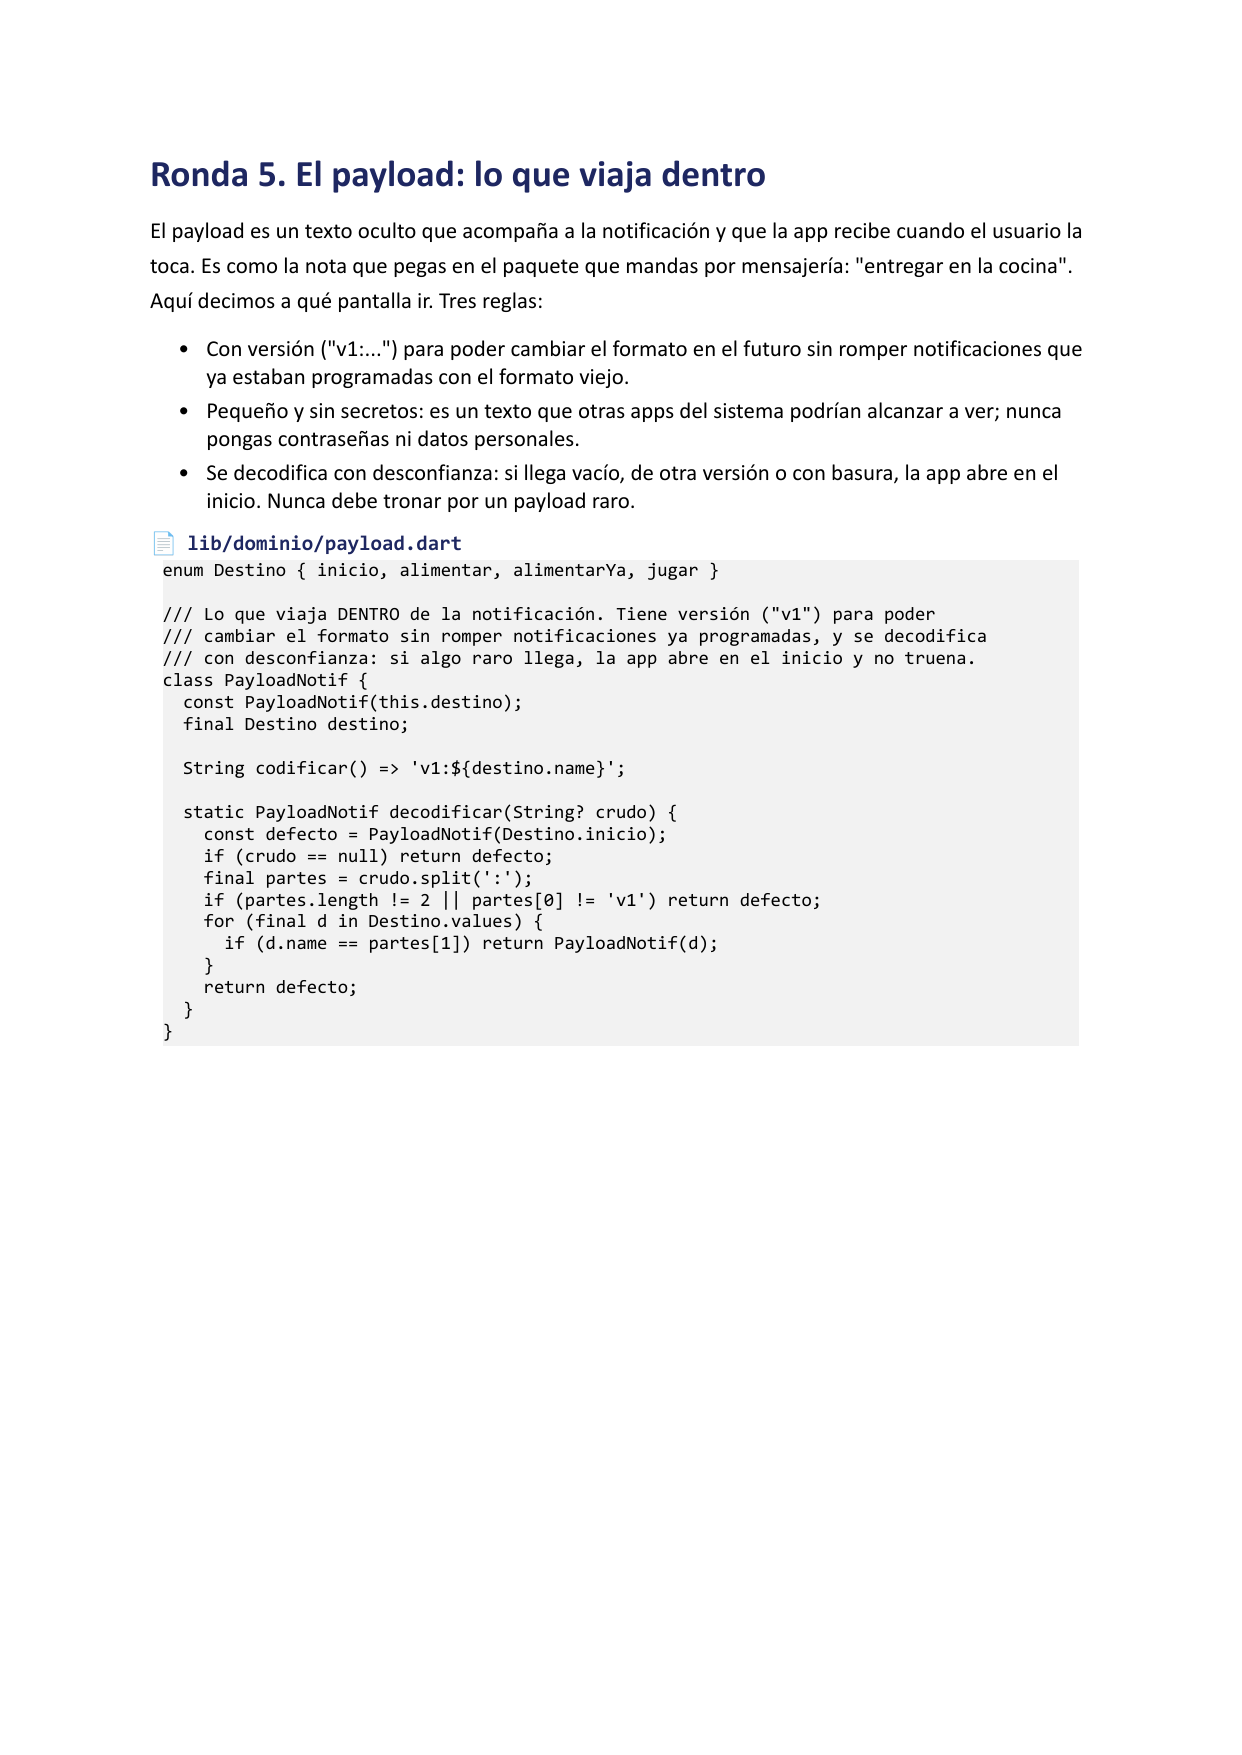 Ronda 5. El payload: lo que viaja dentro
El payload es un texto oculto que acompaña a la notificación y que la app recibe cuando el usuario la
toca. Es como la nota que pegas en el paquete que mandas por mensajería: "entregar en la cocina".
Aquí decimos a qué pantalla ir. Tres reglas:
• Con versión ("v1:...") para poder cambiar el formato en el futuro sin romper notificaciones que
ya estaban programadas con el formato viejo.
• Pequeño y sin secretos: es un texto que otras apps del sistema podrían alcanzar a ver; nunca
pongas contraseñas ni datos personales.
• Se decodifica con desconfianza: si llega vacío, de otra versión o con basura, la app abre en el
inicio. Nunca debe tronar por un payload raro.
lib/dominio/payload.dart
enum Destino { inicio, alimentar, alimentarYa, jugar }
/// Lo que viaja DENTRO de la notificación. Tiene versión ("v1") para poder
/// cambiar el formato sin romper notificaciones ya programadas, y se decodifica
/// con desconfianza: si algo raro llega, la app abre en el inicio y no truena.
class PayloadNotif {
  const PayloadNotif(this.destino);
  final Destino destino;
  String codificar() => 'v1:${destino.name}';
  static PayloadNotif decodificar(String? crudo) {
    const defecto = PayloadNotif(Destino.inicio);
    if (crudo == null) return defecto;
    final partes = crudo.split(':');
    if (partes.length != 2 || partes[0] != 'v1') return defecto;
    for (final d in Destino.values) {
      if (d.name == partes[1]) return PayloadNotif(d);
    }
    return defecto;
  }
}